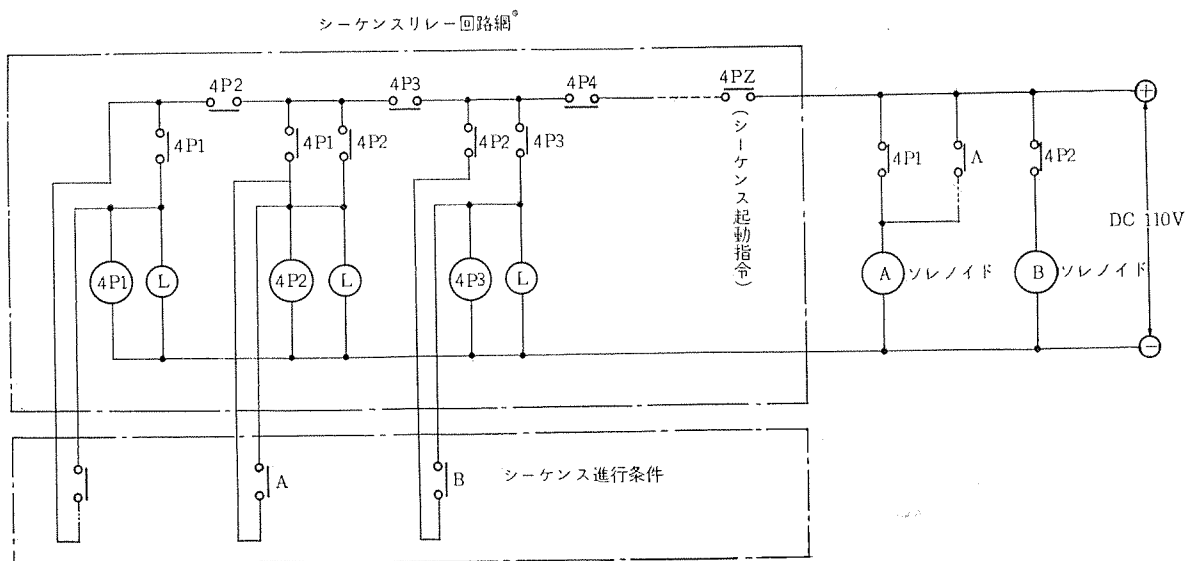 シーケンスリレー回路網
4P2
4P3
4P4
4PZ
(シーケンス起動指令)
4P1
4P1
4P2
4P2
4P3
4P1
A
4P2
DC 110V
4P1
L
4P2
L
4P3
L
A ソレノイド
B ソレノイド
A
B
シーケンス進行条件